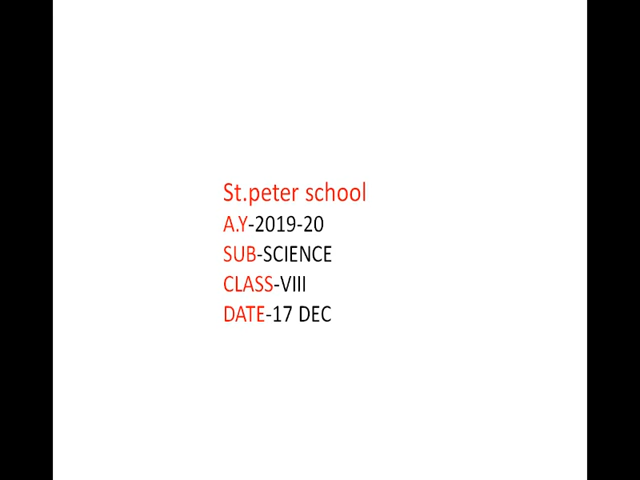 St.peter school
A.Y-2019-20
SUB-SCIENCE
CLASS-VIII
DATE-17 DEC